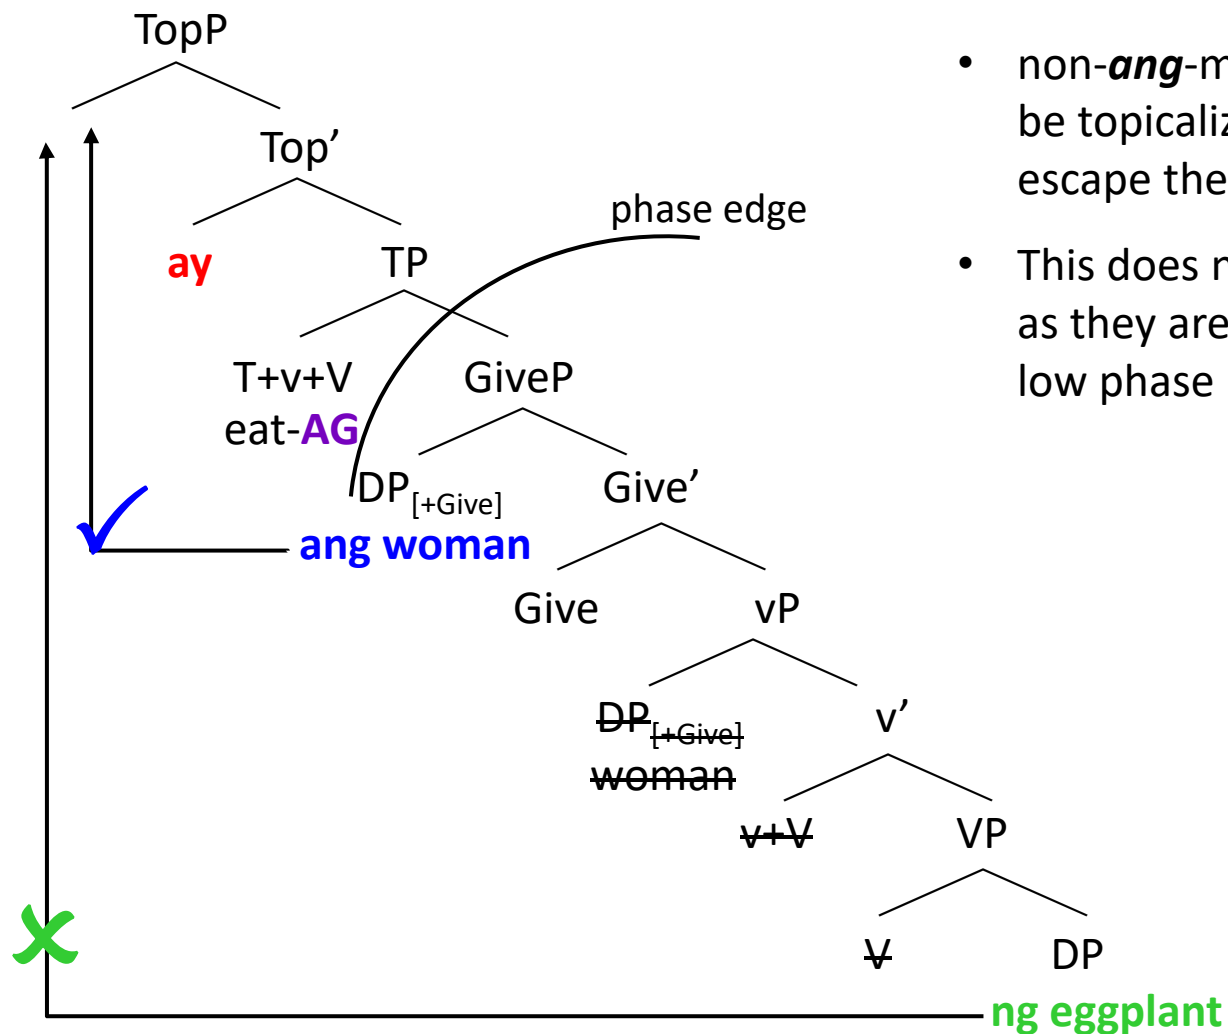 TopP
Top’
ay
TP
phase edge
T+v+V
eat-AG
GiveP
DP[+Give]
ang woman
Give’
Give
vP
DP[+Give]
woman
v’
v+V
VP
V
DP
ng eggplant
• non-ang-m
be topicaliz
escape the
• This does n
as they are
low phase